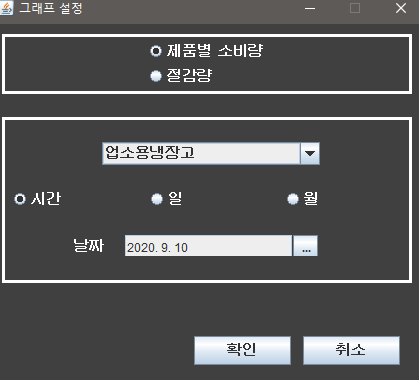 그래프 설정
제품별 소비량
절감량
업소용냉장고
시간 일 월
날짜 2020. 9. 10 ...
확인 취소